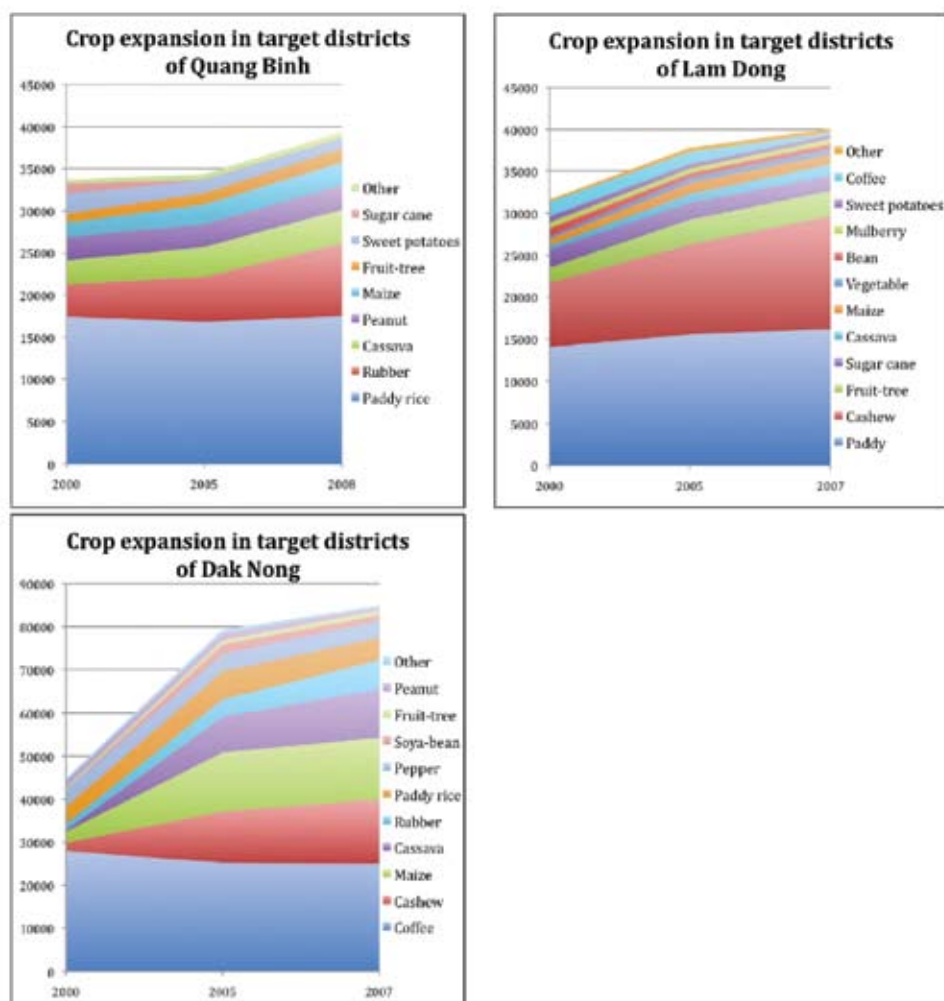 Crop expansion in target districts
of Quang Binh
45000
40000
35000
30000
25000
20000
15000
10000
5000
0
2000
2005
2008
Other
Sugar cane
Sweet potatoes
Fruit-tree
Maize
Peanut
Cassava
Rubber
Paddy rice
Crop expansion in target districts
of Lam Dong
45000
40000
35000
30000
25000
20000
15000
10000
5000
0
2000
2005
2007
Other
Coffee
Sweet potatoes
Mulberry
Bean
Vegetable
Maize
Cassava
Sugar cane
Fruit-tree
Cashew
Paddy
Crop expansion in target districts
of Dak Nong
90000
80000
70000
60000
50000
40000
30000
20000
10000
0
2000
2005
2007
Other
Peanut
Fruit-tree
Soya-bean
Pepper
Paddy rice
Rubber
Cassava
Maize
Cashew
Coffee